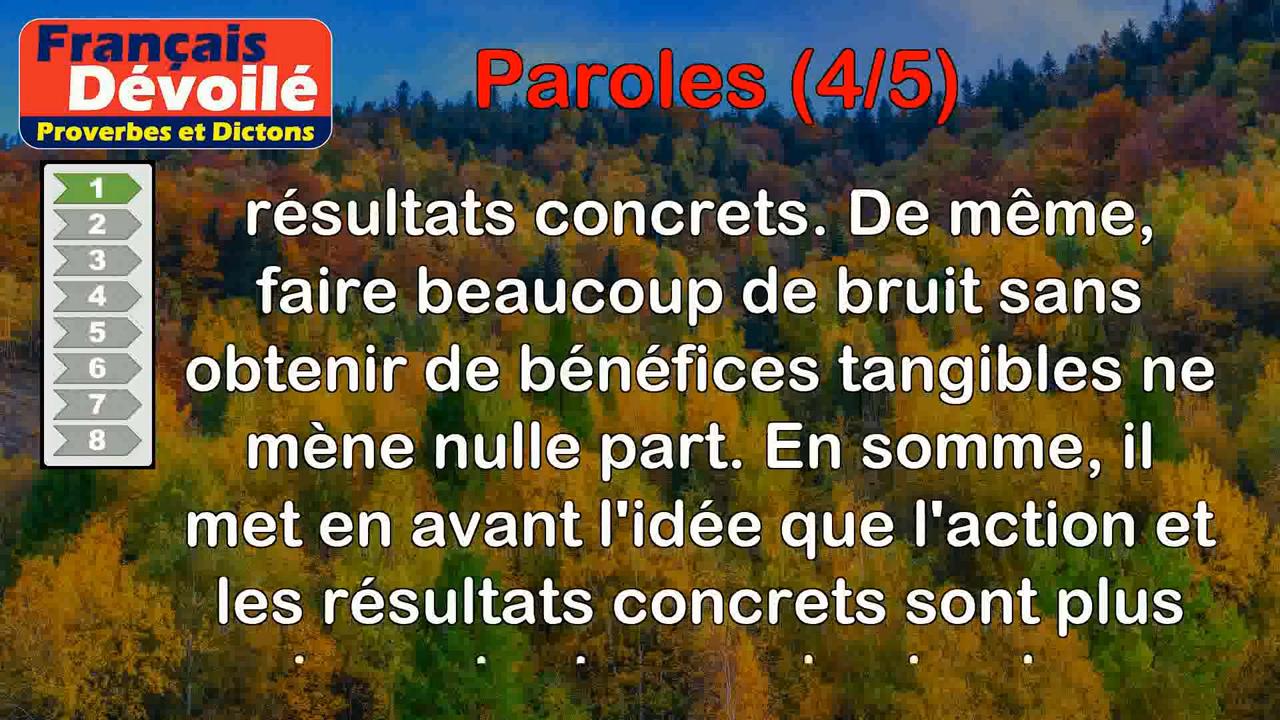 Français
Dévoilé
Proverbes et Dictons
Paroles (4/5)
1
2
3
4
5
6
7
8
résultats concrets. De même,
faire beaucoup de bruit sans
obtenir de bénéfices tangibles ne
mène nulle part. En somme, il
met en avant l'idée que l'action et
les résultats concrets sont plus